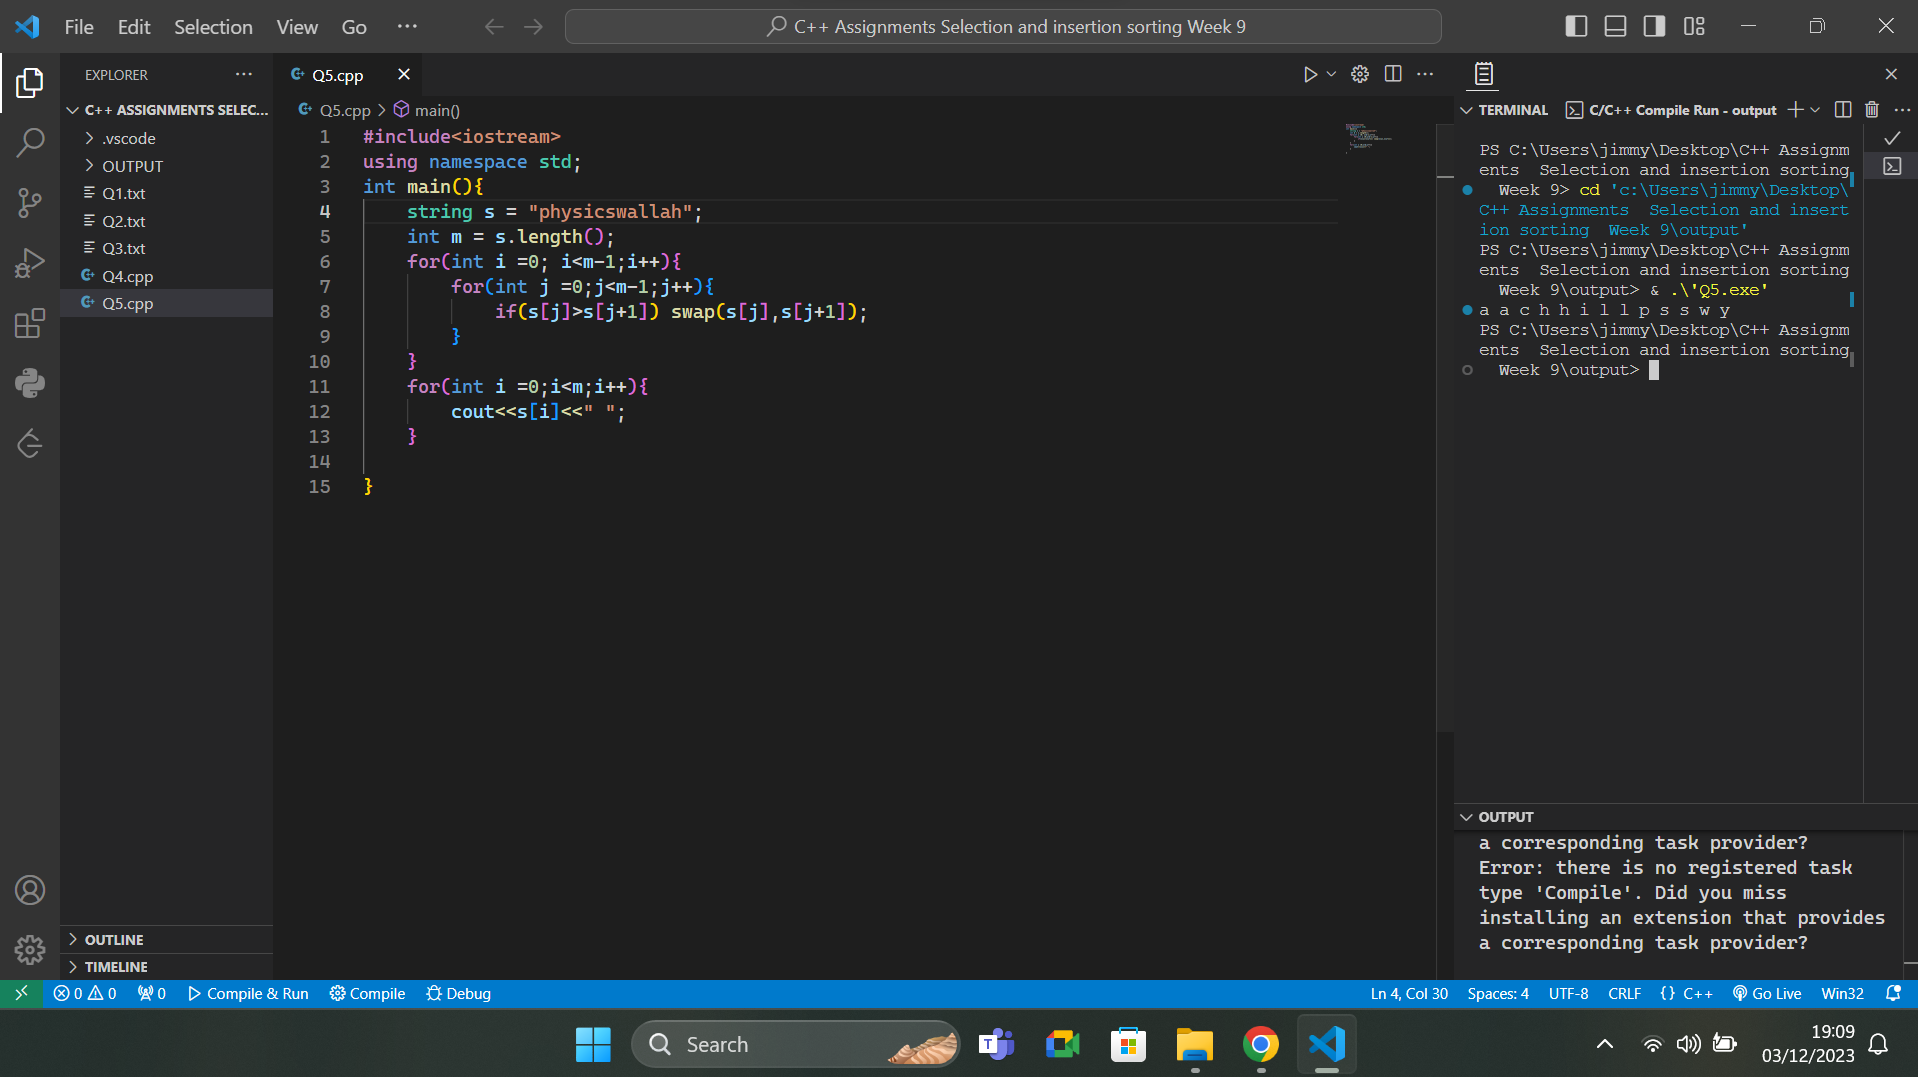 File Edit Selection View Go ···
C++ Assignments Selection and insertion sorting Week 9
EXPLORER ···
C++ ASSIGNMENTS SELEC...
.vscode
OUTPUT
Q1.txt
Q2.txt
Q3.txt
Q4.cpp
Q5.cpp
OUTLINE
TIMELINE
Q5.cpp
Q5.cpp > main()
1 #include<iostream>
2 using namespace std;
3 int main(){
4     string s = "physicswallah";
5     int m = s.length();
6     for(int i =0; i<m-1;i++){
7         for(int j =0;j<m-1;j++){
8             if(s[j]>s[j+1]) swap(s[j],s[j+1]);
9         }
10     }
11     for(int i =0;i<m;i++){
12         cout<<s[i]<<" ";
13     }
14
15 }
TERMINAL C/C++ Compile Run - output
PS C:\Users\jimmy\Desktop\C++ Assignm
ents  Selection and insertion sorting
  Week 9> cd 'c:\Users\jimmy\Desktop\
C++ Assignments  Selection and insert
ion sorting  Week 9\output'
PS C:\Users\jimmy\Desktop\C++ Assignm
ents  Selection and insertion sorting
  Week 9\output> & .\'Q5.exe'
a a c h h i l l p s s w y
PS C:\Users\jimmy\Desktop\C++ Assignm
ents  Selection and insertion sorting
  Week 9\output>
OUTPUT
a corresponding task provider?
Error: there is no registered task
type 'Compile'. Did you miss
installing an extension that provides
a corresponding task provider?
0 0 0 Compile & Run Compile Debug Ln 4, Col 30 Spaces: 4 UTF-8 CRLF {} C++ Go Live Win32
Search
19:09
03/12/2023